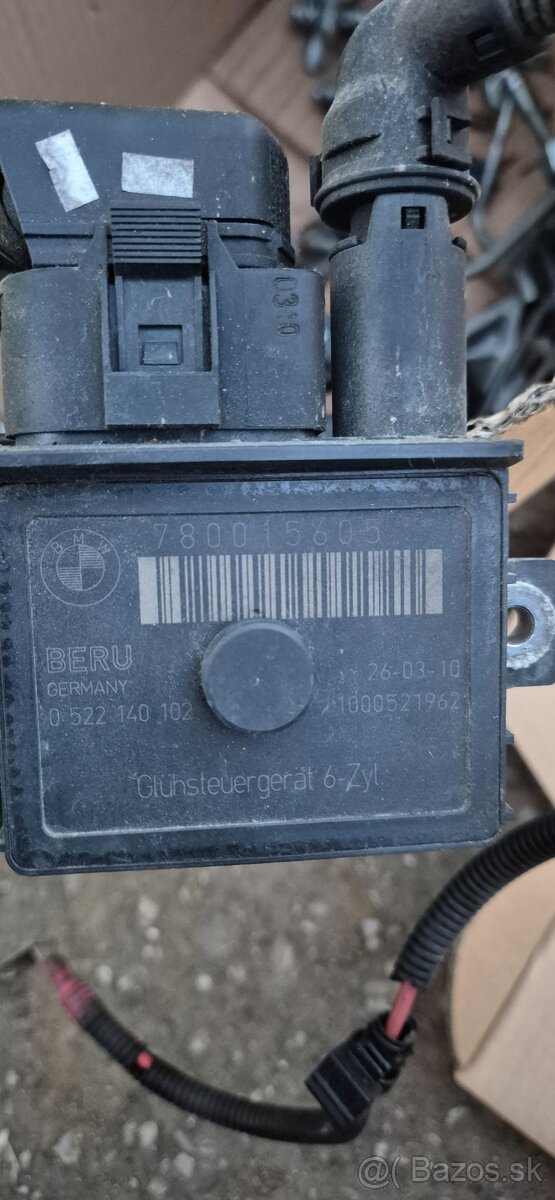 0310
BMW
780015605
BERU
GERMANY
26-03-10
0 522 140 102
1000521962
Glühsteuergerät 6-Zyl.
@( Bazos.sk